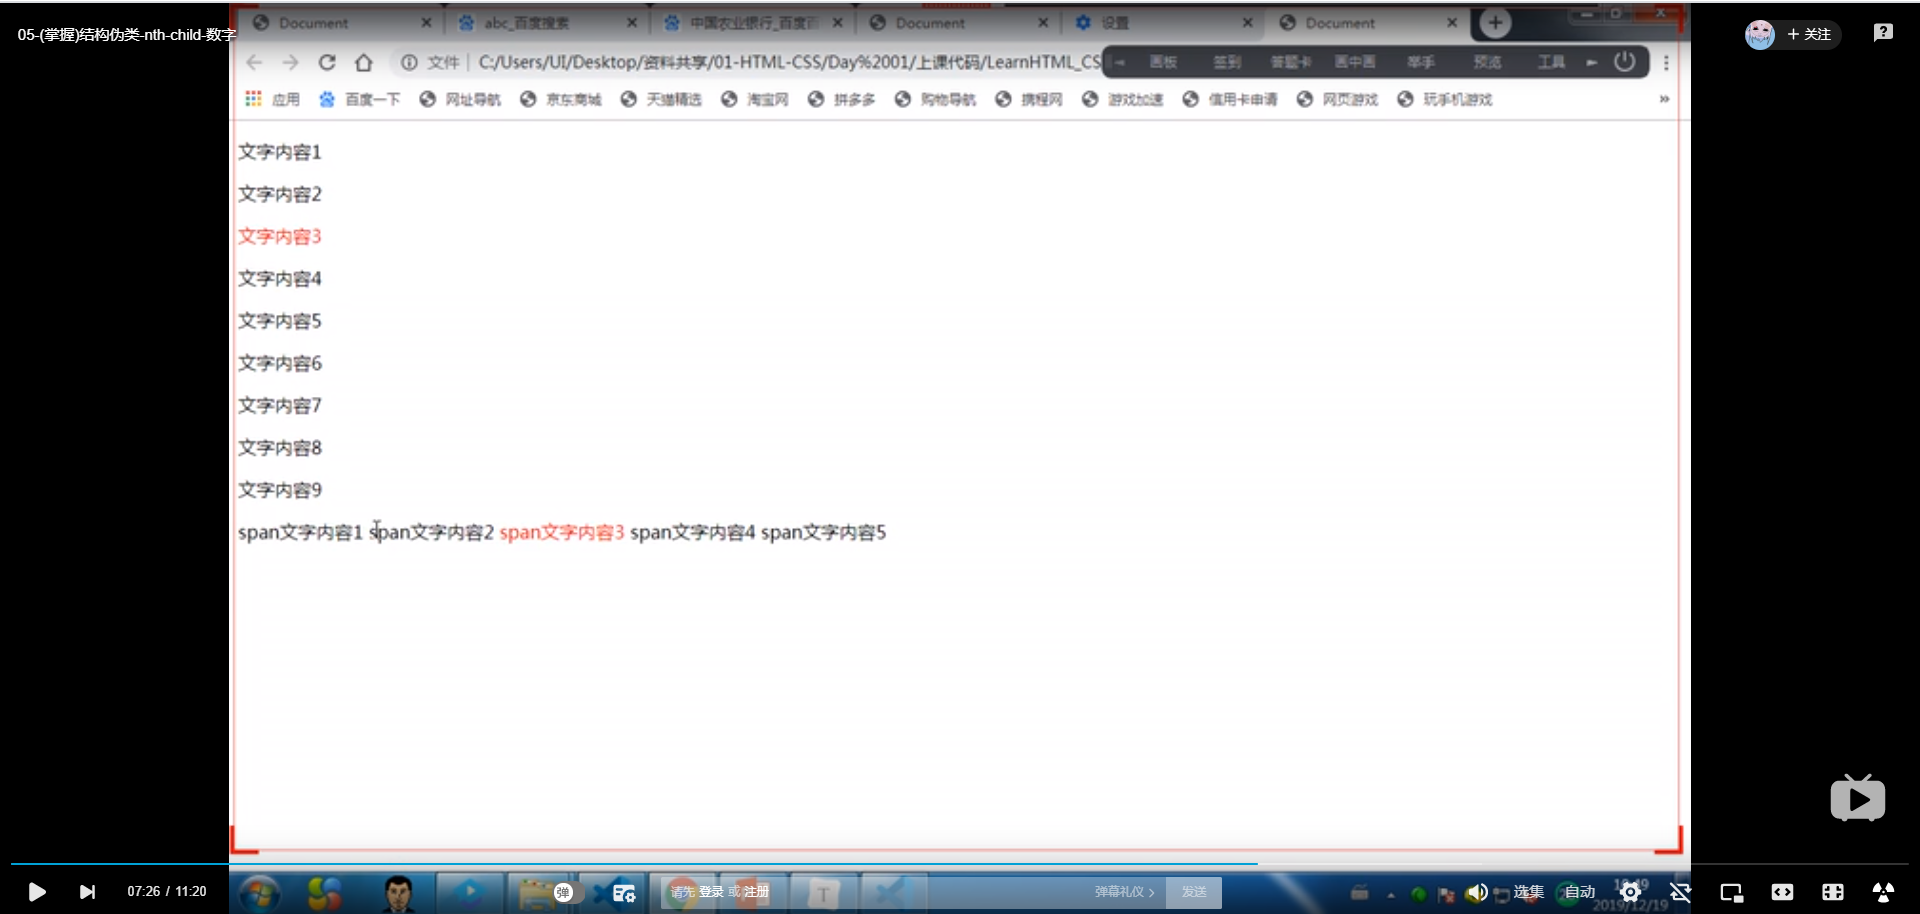 05-(掌握)结构伪类-nth-child-数字
Document
abc_百度搜索
中国农业银行_百度百
Document
设置
Document
+ 关注
文件 | C:/Users/UI/Desktop/资料共享/01-HTML-CSS/Day%2001/上课代码/LearnHTML_CS
画板 签到 答题卡 画中画 举手 预览 工具
应用 百度一下 网址导航 京东商城 天猫精选 淘宝网 拼多多 购物导航 携程网 游戏加速 信用卡申请 网页游戏 玩手机游戏 »
文字内容1
文字内容2
文字内容3
文字内容4
文字内容5
文字内容6
文字内容7
文字内容8
文字内容9
span文字内容1 span文字内容2 span文字内容3 span文字内容4 span文字内容5
07:26 / 11:20
弹
请先 登录 或 注册
弹幕礼仪 >
发送
选集
自动
2019/12/19